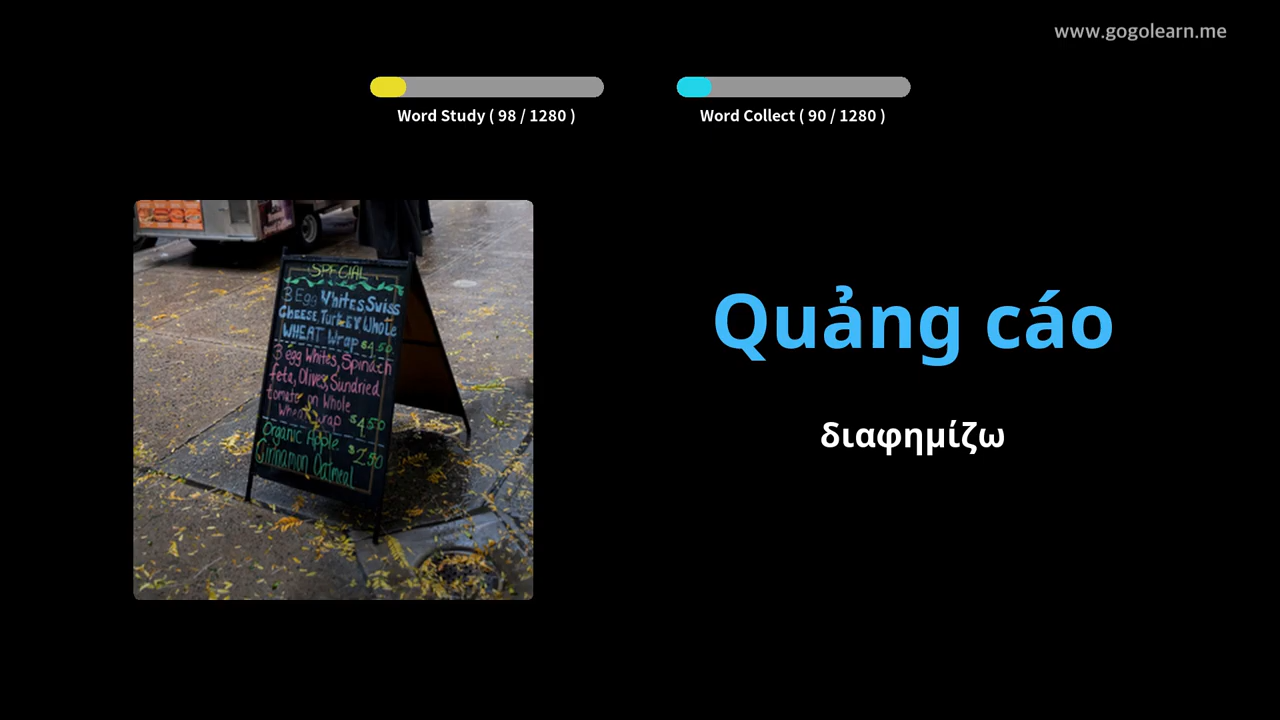 www.gogolearn.me
Word Study ( 98 / 1280 )
Word Collect ( 90 / 1280 )
SPECIAL
3 Egg Whites, Swiss
Cheese, Turkey Whole
WHEAT Wrap $4.50
3 egg Whites, Spinach
feta, Olives, Sundried
tomato on Whole
Wheat Wrap $4.50
Organic Apple
Cinnamon Oatmeal $2.50
Quảng cáo
διαφημίζω